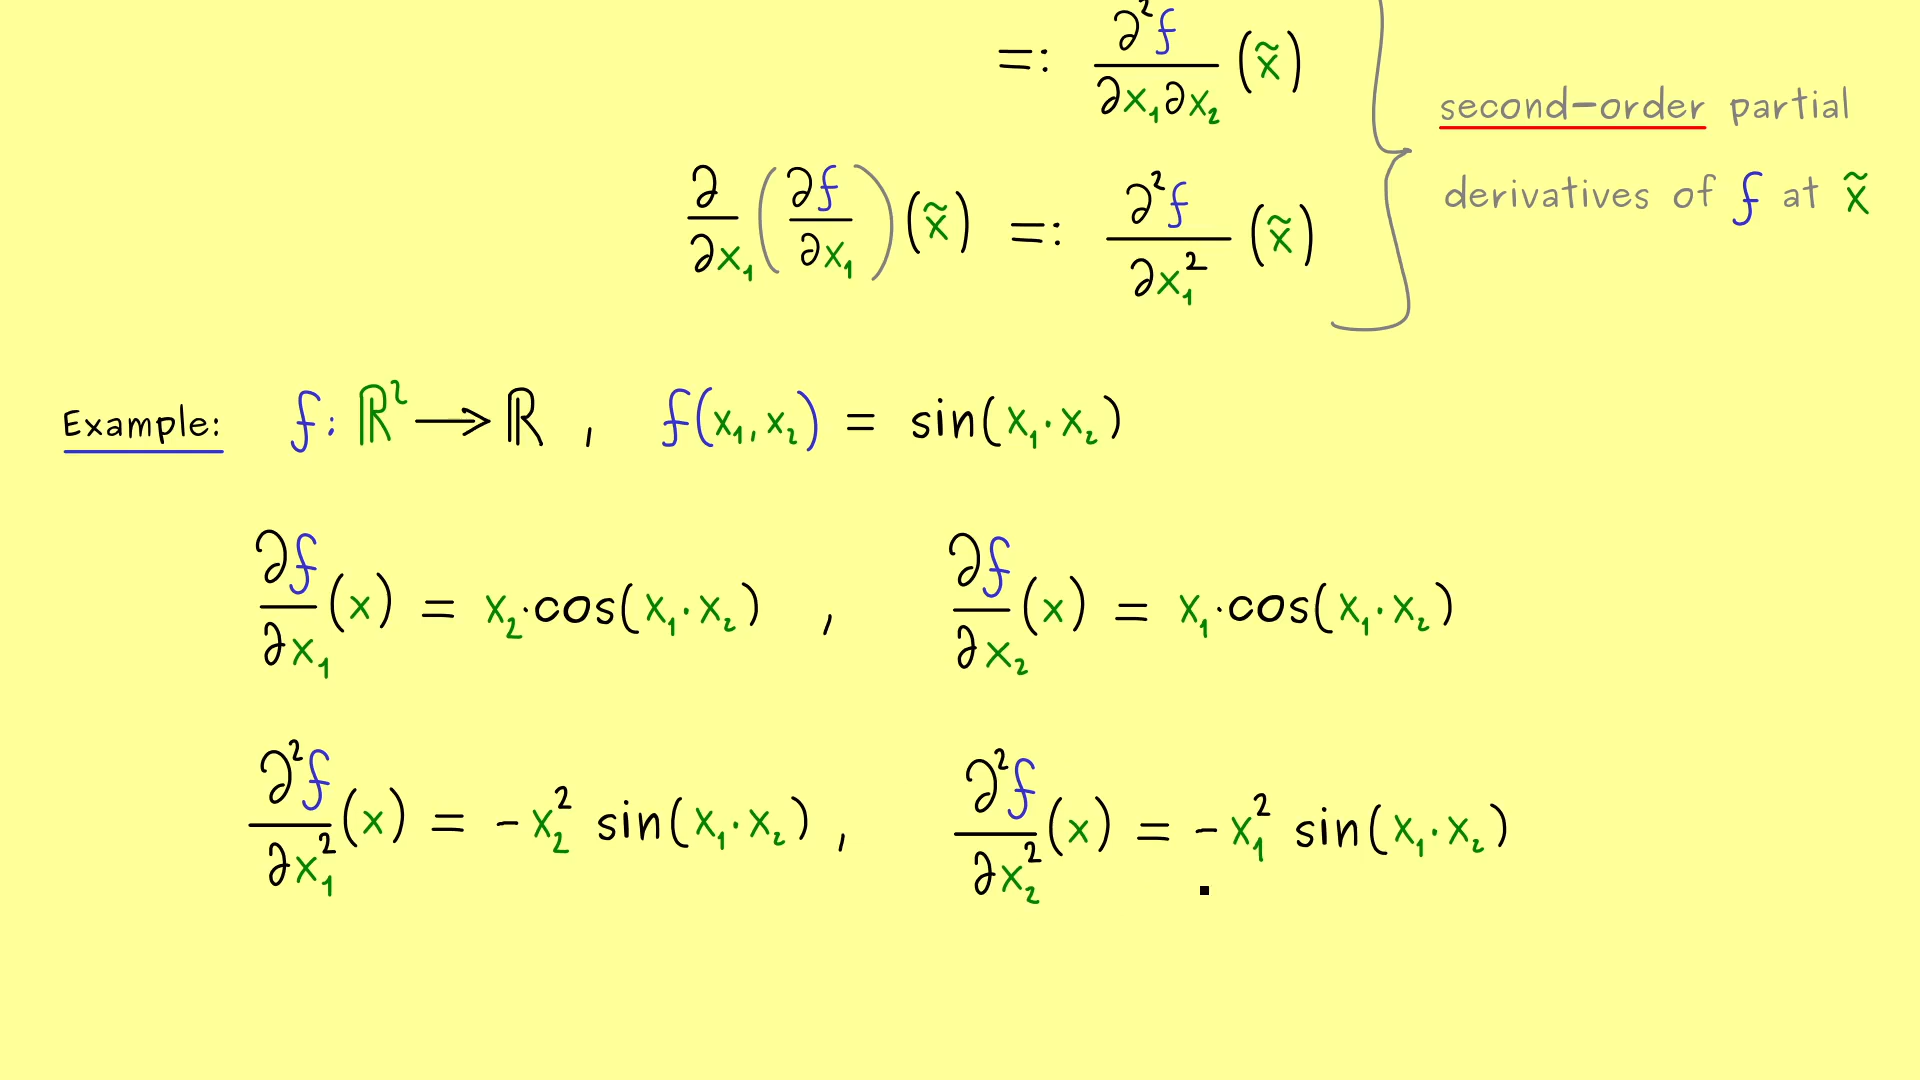 =: ∂²f/∂x₁∂x₂ (x̃)
second-order partial
∂/∂x₁ (∂f/∂x₁) (x̃) =: ∂²f/∂x₁² (x̃)
derivatives of f at x̃
Example: f: ℝ² ⟶ ℝ , f(x₁, x₂) = sin(x₁·x₂)
∂f/∂x₁ (x) = x₂·cos(x₁·x₂) , ∂f/∂x₂ (x) = x₁·cos(x₁·x₂)
∂²f/∂x₁² (x) = -x₂² sin(x₁·x₂) , ∂²f/∂x₂² (x) = -x₁² sin(x₁·x₂)